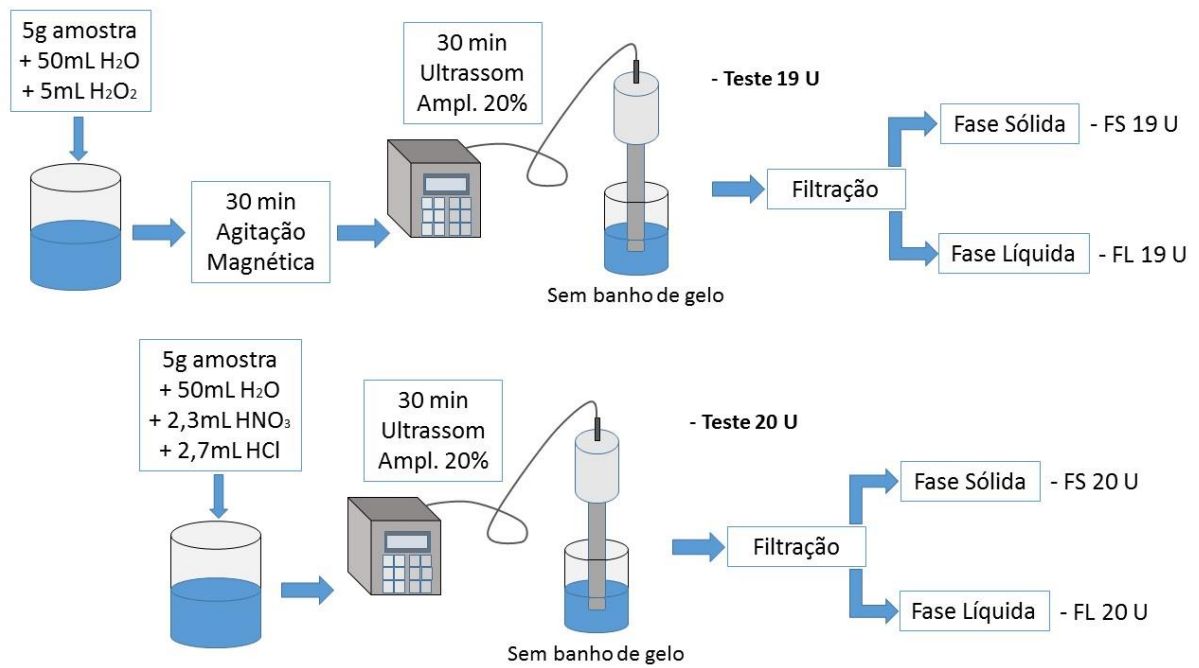 5g amostra
+ 50mL H₂O
+ 5mL H₂O₂
30 min
Agitação
Magnética
30 min
Ultrassom
Ampl. 20%
Sem banho de gelo
- Teste 19 U
Filtração
Fase Sólida - FS 19 U
Fase Líquida - FL 19 U
5g amostra
+ 50mL H₂O
+ 2,3mL HNO₃
+ 2,7mL HCl
30 min
Ultrassom
Ampl. 20%
Sem banho de gelo
- Teste 20 U
Filtração
Fase Sólida - FS 20 U
Fase Líquida - FL 20 U